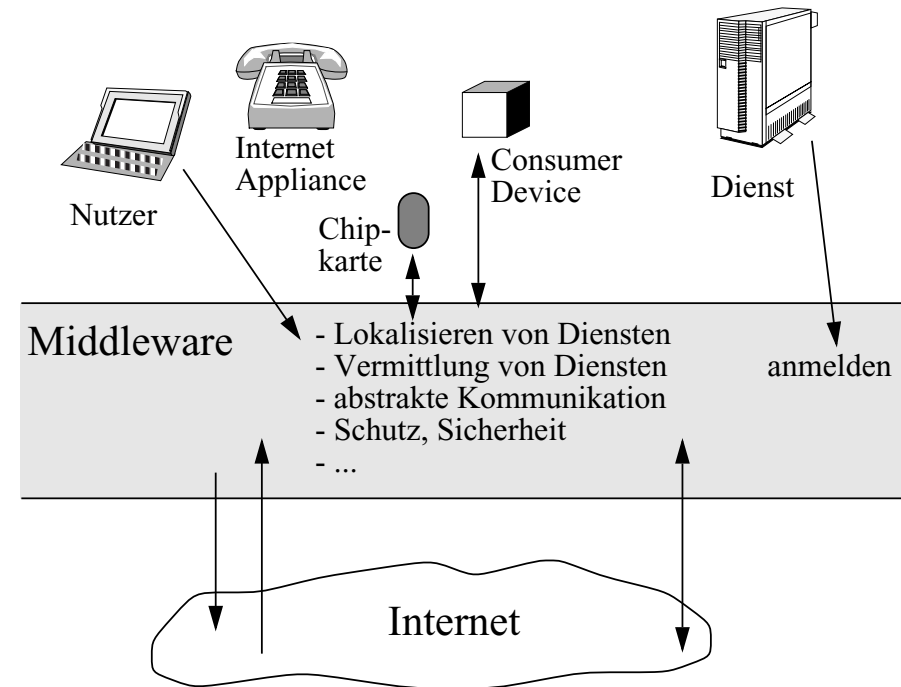 Nutzer
Internet
Appliance
Chip-
karte
Consumer
Device
Dienst
Middleware
- Lokalisieren von Diensten
- Vermittlung von Diensten
- abstrakte Kommunikation
- Schutz, Sicherheit
- ...
anmelden
Internet